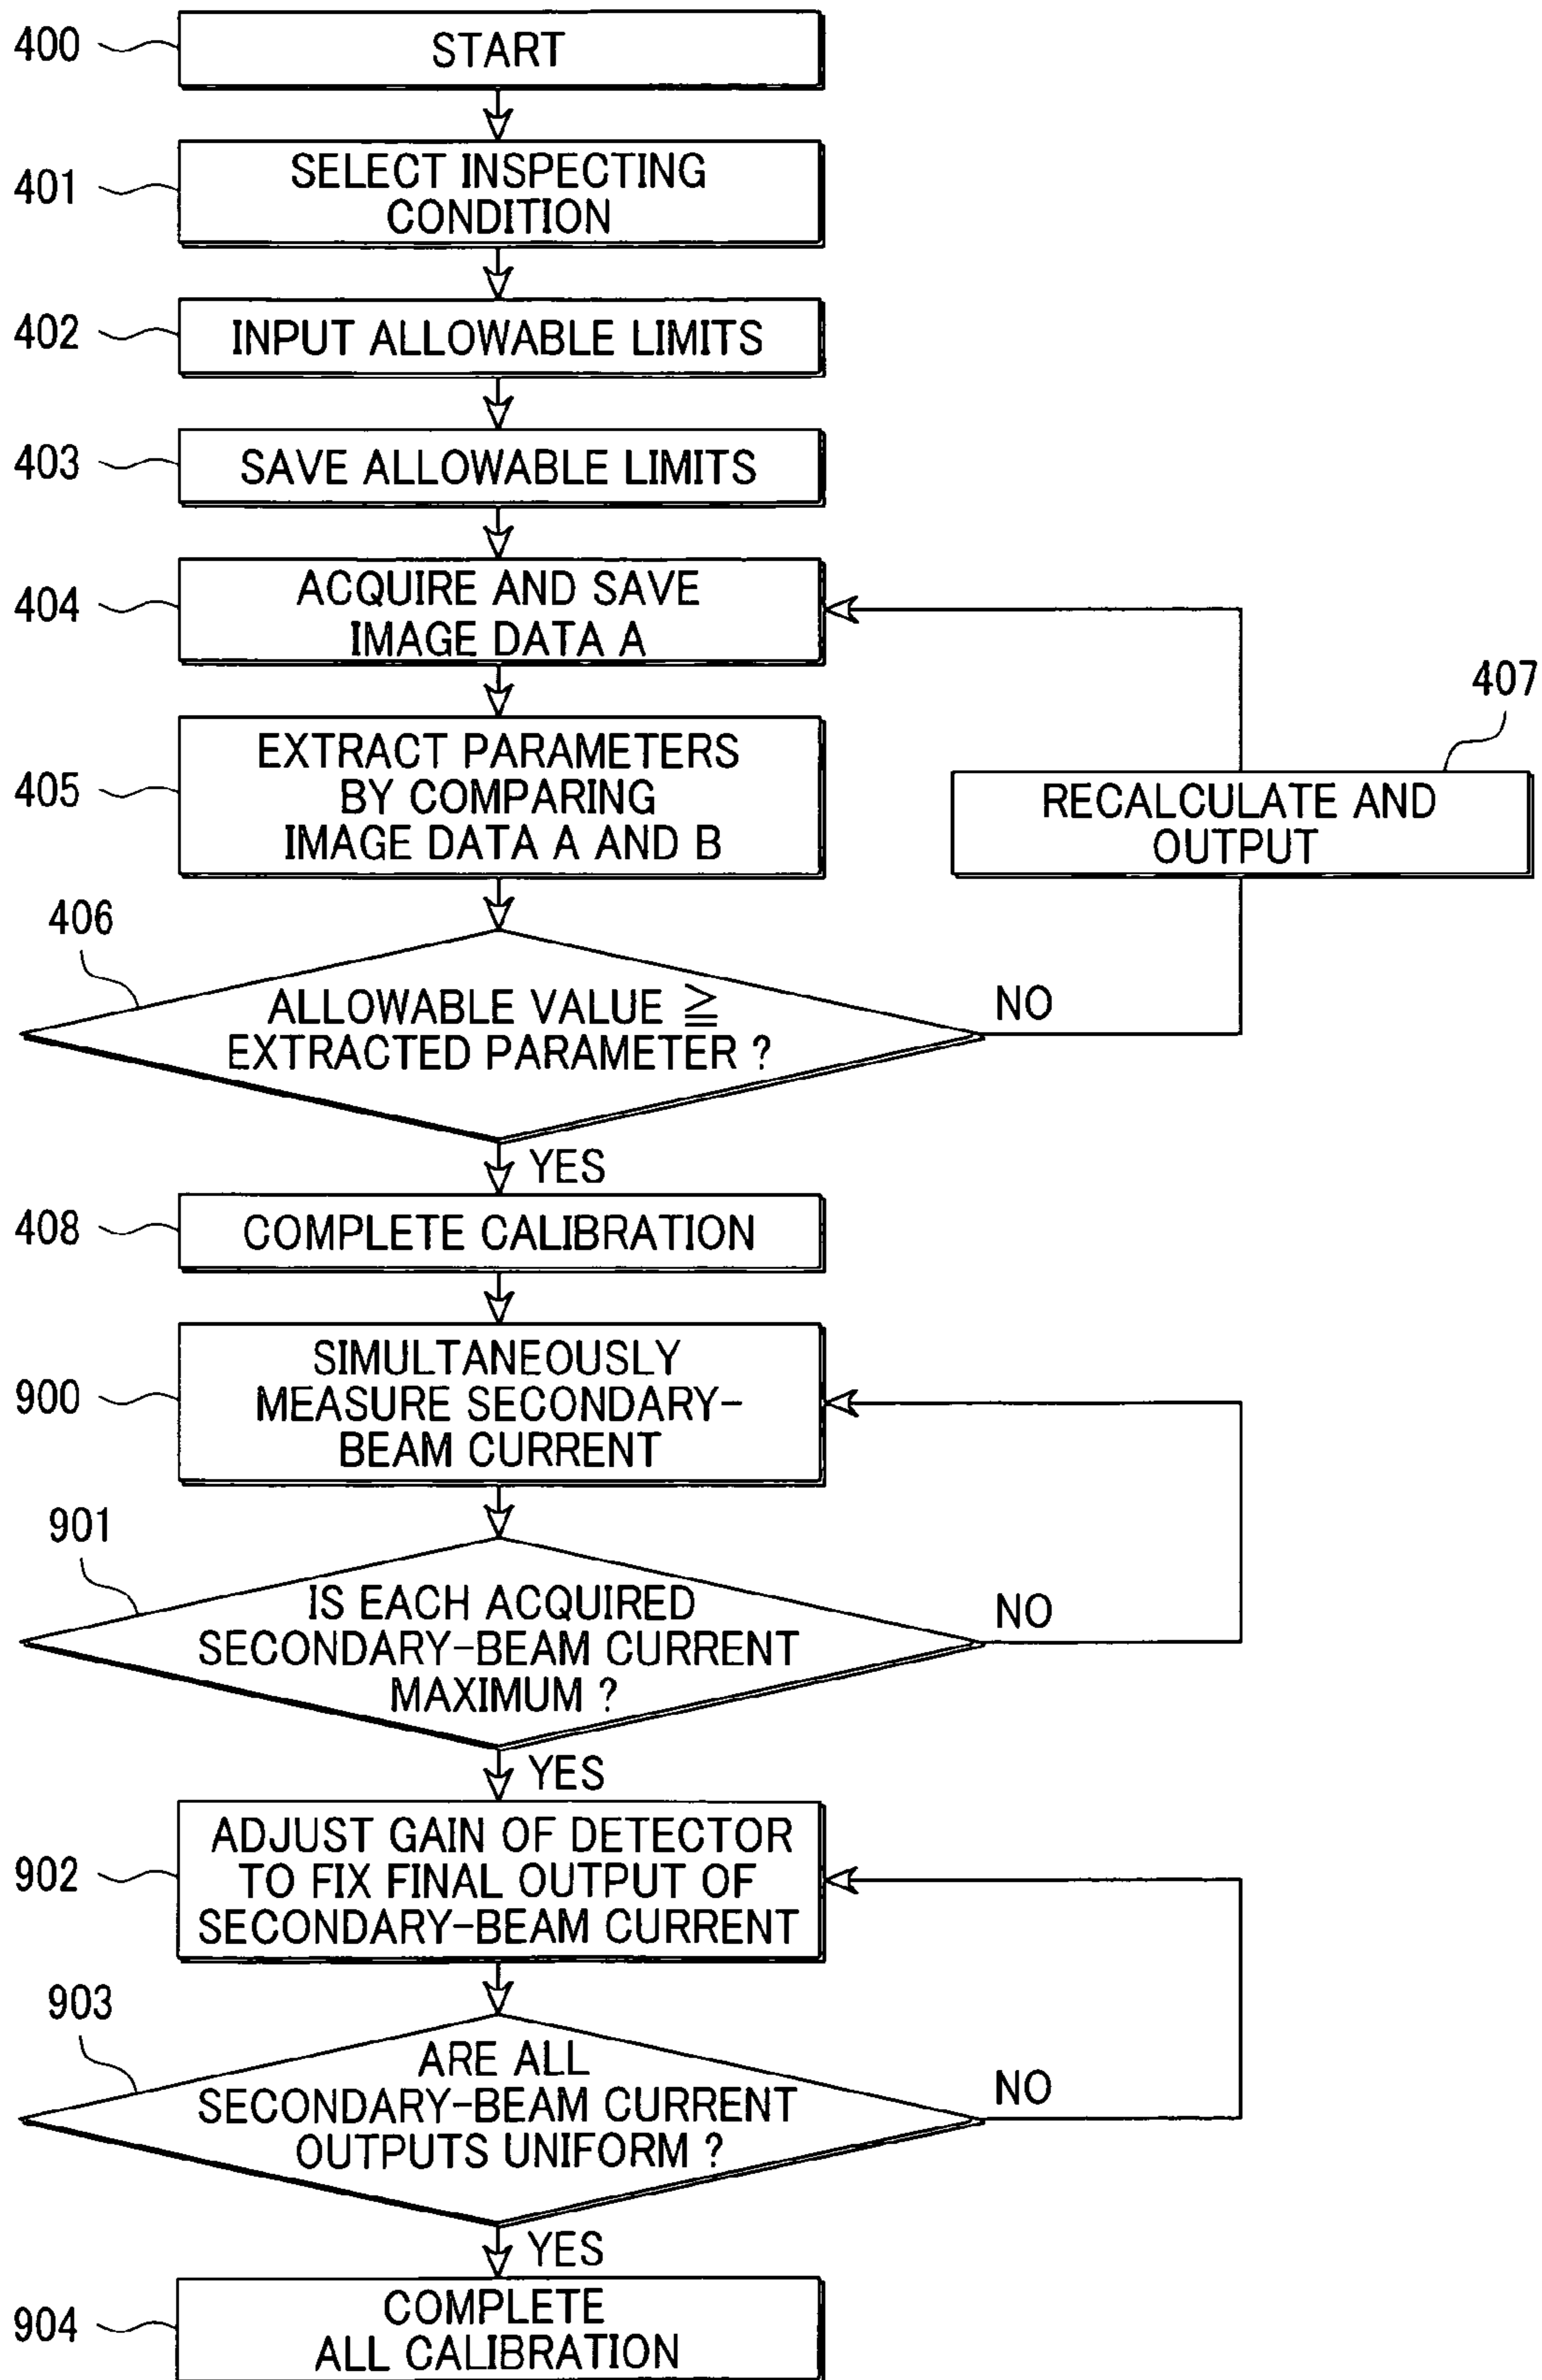 400
START
401
SELECT INSPECTING
CONDITION
402
INPUT ALLOWABLE LIMITS
403
SAVE ALLOWABLE LIMITS
404
ACQUIRE AND SAVE
IMAGE DATA A
405
EXTRACT PARAMETERS
BY COMPARING
IMAGE DATA A AND B
407
RECALCULATE AND
OUTPUT
406
ALLOWABLE VALUE ≧
EXTRACTED PARAMETER ?
NO
YES
408
COMPLETE CALIBRATION
900
SIMULTANEOUSLY
MEASURE SECONDARY-
BEAM CURRENT
901
IS EACH ACQUIRED
SECONDARY-BEAM CURRENT
MAXIMUM ?
NO
YES
902
ADJUST GAIN OF DETECTOR
TO FIX FINAL OUTPUT OF
SECONDARY-BEAM CURRENT
903
ARE ALL
SECONDARY-BEAM CURRENT
OUTPUTS UNIFORM ?
NO
YES
904
COMPLETE
ALL CALIBRATION